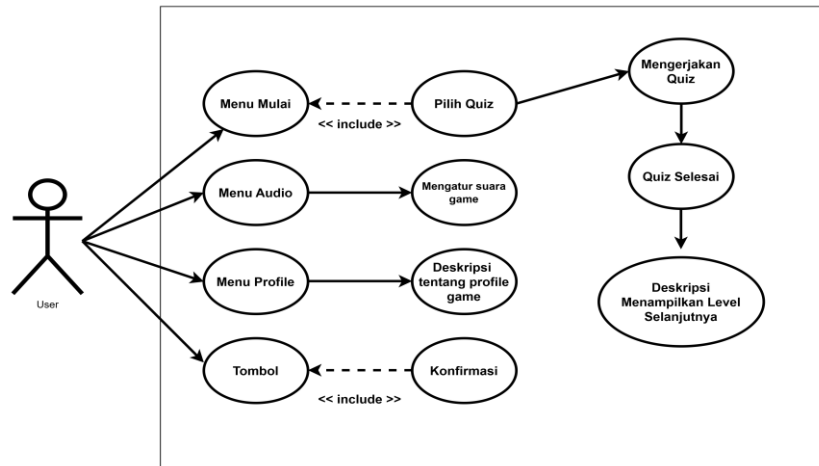 Menu Mulai
Pilih Quiz
Mengerjakan
Quiz
<< include >>
Menu Audio
Mengatur suara
game
Quiz Selesai
User
Menu Profile
Deskripsi
tentang profile
game
Deskripsi
Menampilkan Level
Selanjutnya
Tombol
Konfirmasi
<< include >>